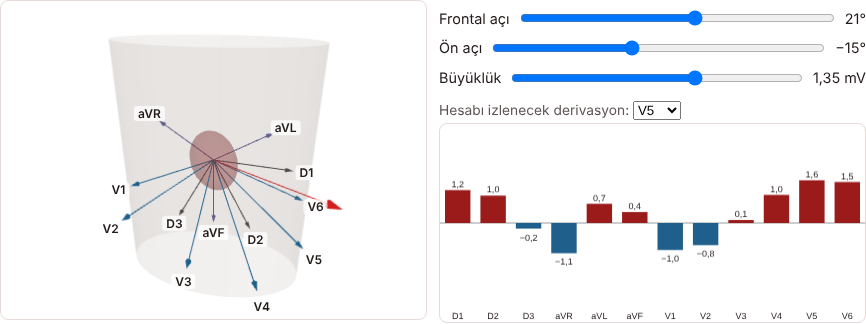 Frontal açı 21°
Ön açı −15°
Büyüklük 1,35 mV
Hesabı izlenecek derivasyon: V5
aVR
aVL
D1
V1
V6
V2
D3
aVF
D2
V5
V3
V4
1,2 1,0 −0,2 −1,1 0,7 0,4 −1,0 −0,8 0,1 1,0 1,6 1,5
D1 D2 D3 aVR aVL aVF V1 V2 V3 V4 V5 V6